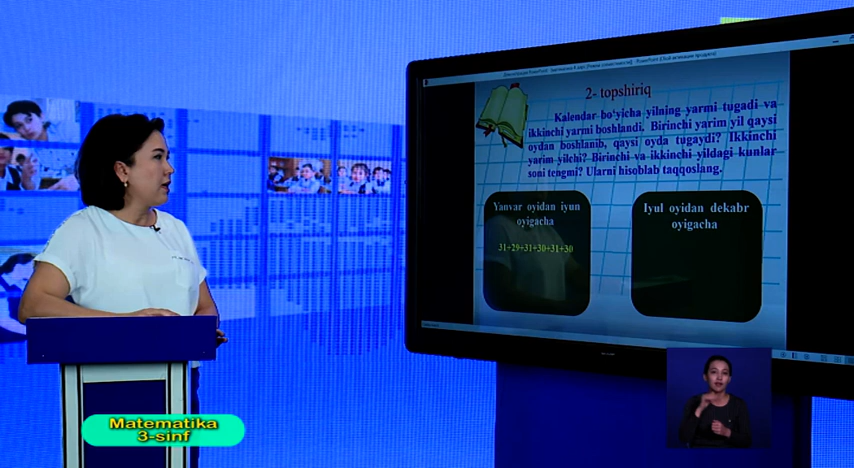 2- topshiriq
Kalendar bo'yicha yilning yarmi tugadi va
ikkinchi yarmi boshlandi. Birinchi yarim yil qaysi
oydan boshlanib, qaysi oyda tugaydi? Ikkinchi
yarim yilchi? Birinchi va ikkinchi yildagi kunlar
soni tengmi? Ularni hisoblab taqqoslang.
Yanvar oyidan iyun
oyigacha
31+29+31+30+31+30
Iyul oyidan dekabr
oyigacha
Matematika
3-sinf